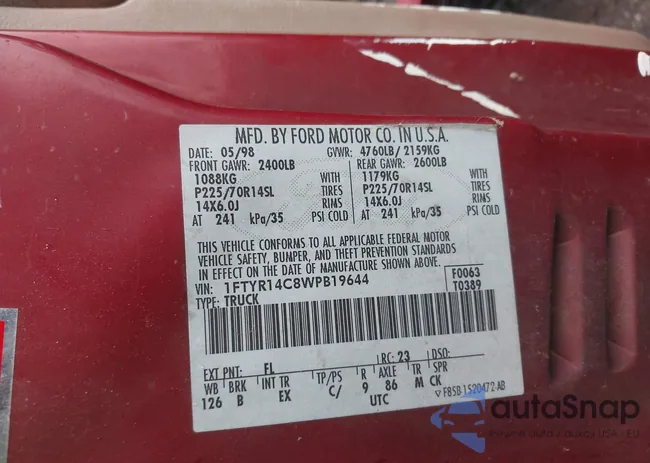 MFD. BY FORD MOTOR CO. IN U.S.A.
DATE: 05/98 GVWR: 4760LB/ 2159KG
FRONT GAWR: 2400LB REAR GAWR: 2600LB
1088KG WITH 1179KG WITH
P225/70R14SL TIRES P225/70R14SL TIRES
14X6.0J RIMS 14X6.0J RIMS
AT 241 kPa/35 PSI COLD AT 241 kPa/35 PSI COLD
THIS VEHICLE CONFORMS TO ALL APPLICABLE FEDERAL MOTOR
VEHICLE SAFETY, BUMPER, AND THEFT PREVENTION STANDARDS
IN EFFECT ON THE DATE OF MANUFACTURE SHOWN ABOVE.
VIN: 1FTYR14C8WPB19644 F0063
TYPE: TRUCK T0389
EXT PNT: FL RC: 23 DSO:
WB BRK INT TR TP/PS R AXLE TR SPR
126 B EX C/ 9 86 M CK
UTC ▽ F85B-1520472-AB
autaSnap